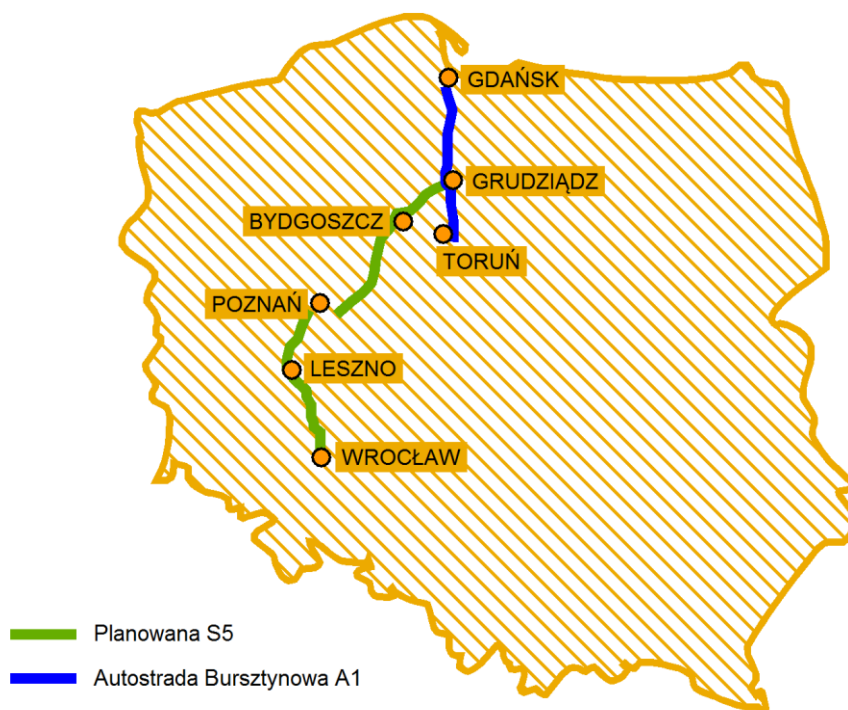 GDAŃSK
GRUDZIĄDZ
BYDGOSZCZ
TORUŃ
POZNAŃ
LESZNO
WROCŁAW
Planowana S5
Autostrada Bursztynowa A1